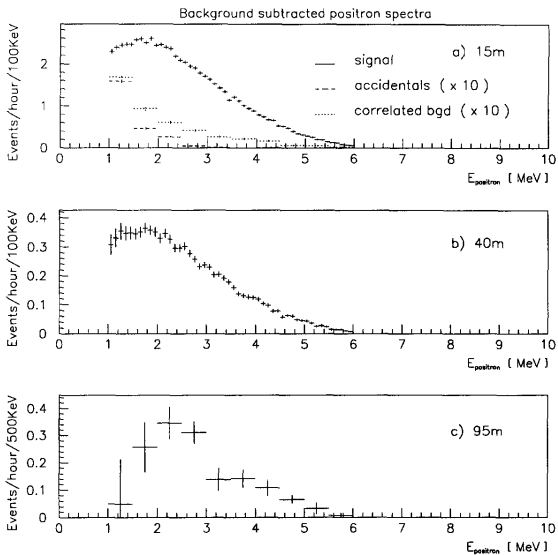 Background subtracted positron spectra
Events/hour/100KeV
a) 15m
signal
accidentals ( x 10 )
correlated bgd ( x 10 )
2
1
0
0 1 2 3 4 5 6 7 8 9 10
E positron [ MeV ]
Events/hour/100KeV
b) 40m
0.4
0.3
0.2
0.1
0
0 1 2 3 4 5 6 7 8 9 10
E positron [ MeV ]
Events/hour/500KeV
c) 95m
0.4
0.3
0.2
0.1
0
0 1 2 3 4 5 6 7 8 9 10
E positron [ MeV ]